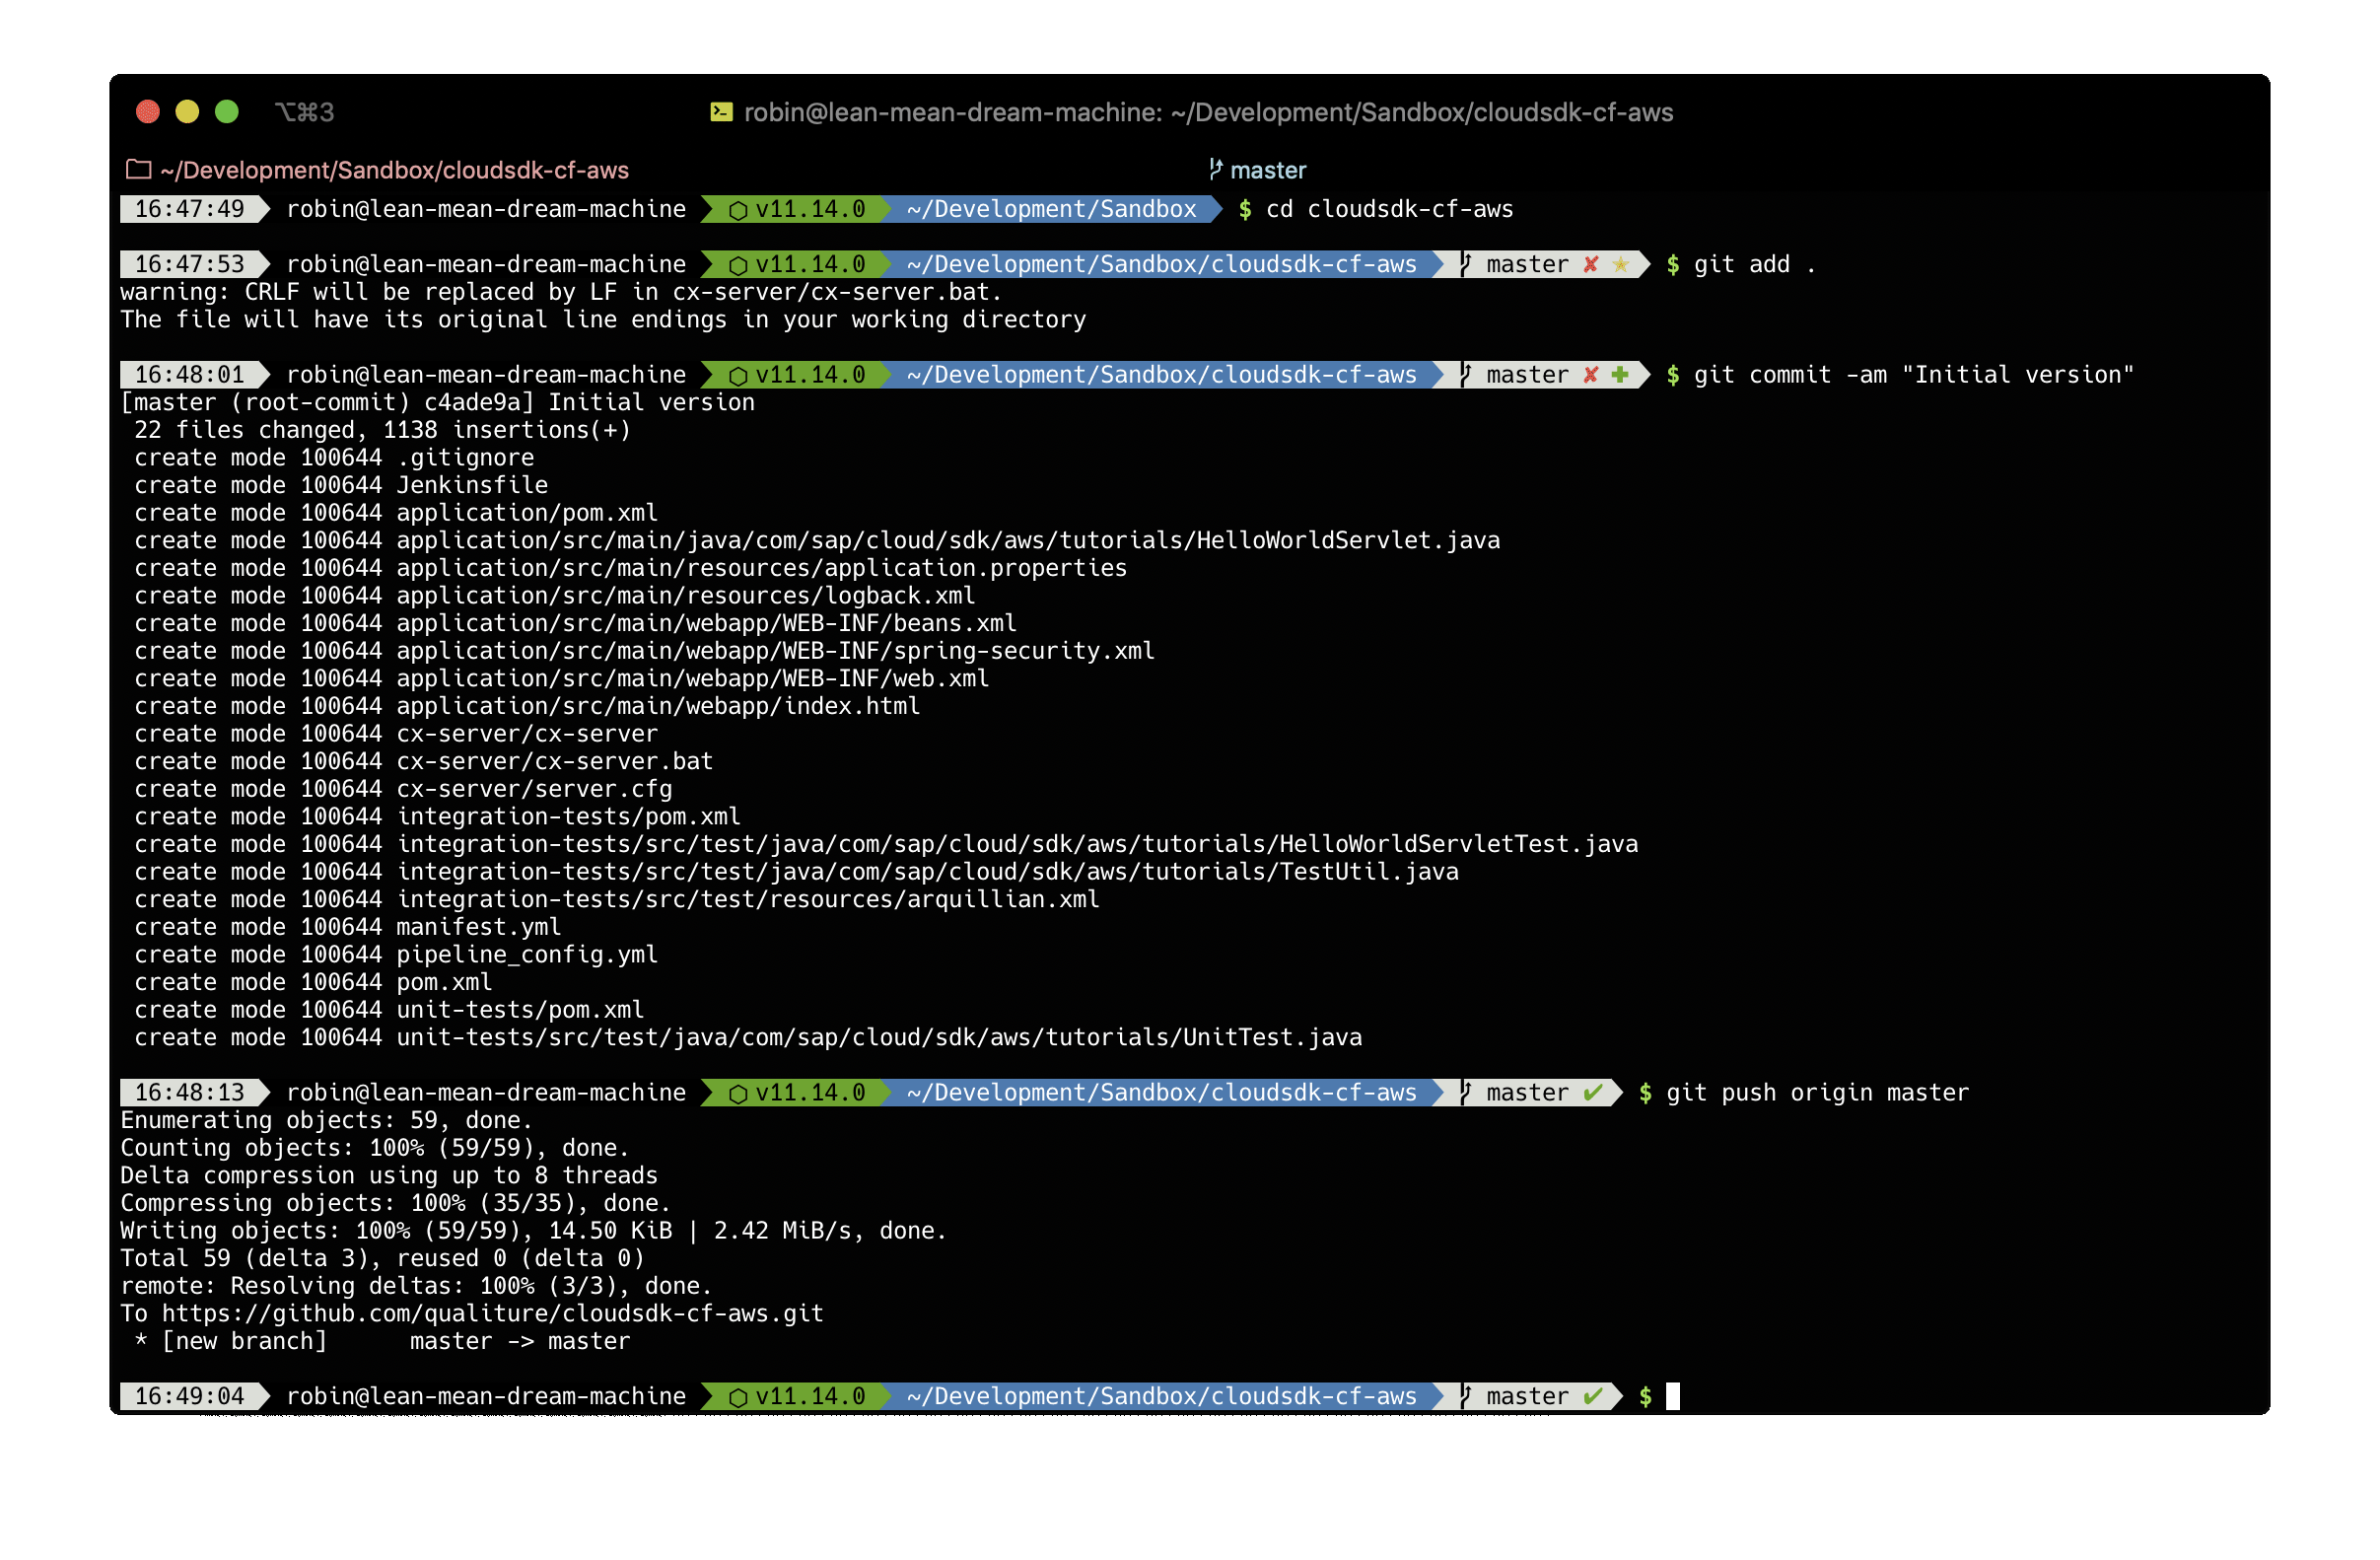 ⌥⌘3 robin@lean-mean-dream-machine: ~/Development/Sandbox/cloudsdk-cf-aws
~/Development/Sandbox/cloudsdk-cf-aws master
16:47:49 robin@lean-mean-dream-machine ⬡ v11.14.0 ~/Development/Sandbox $ cd cloudsdk-cf-aws
16:47:53 robin@lean-mean-dream-machine ⬡ v11.14.0 ~/Development/Sandbox/cloudsdk-cf-aws master ✘ ★ $ git add .
warning: CRLF will be replaced by LF in cx-server/cx-server.bat.
The file will have its original line endings in your working directory
16:48:01 robin@lean-mean-dream-machine ⬡ v11.14.0 ~/Development/Sandbox/cloudsdk-cf-aws master ✘ ✚ $ git commit -am "Initial version"
[master (root-commit) c4ade9a] Initial version
22 files changed, 1138 insertions(+)
create mode 100644 .gitignore
create mode 100644 Jenkinsfile
create mode 100644 application/pom.xml
create mode 100644 application/src/main/java/com/sap/cloud/sdk/aws/tutorials/HelloWorldServlet.java
create mode 100644 application/src/main/resources/application.properties
create mode 100644 application/src/main/resources/logback.xml
create mode 100644 application/src/main/webapp/WEB-INF/beans.xml
create mode 100644 application/src/main/webapp/WEB-INF/spring-security.xml
create mode 100644 application/src/main/webapp/WEB-INF/web.xml
create mode 100644 application/src/main/webapp/index.html
create mode 100644 cx-server/cx-server
create mode 100644 cx-server/cx-server.bat
create mode 100644 cx-server/server.cfg
create mode 100644 integration-tests/pom.xml
create mode 100644 integration-tests/src/test/java/com/sap/cloud/sdk/aws/tutorials/HelloWorldServletTest.java
create mode 100644 integration-tests/src/test/java/com/sap/cloud/sdk/aws/tutorials/TestUtil.java
create mode 100644 integration-tests/src/test/resources/arquillian.xml
create mode 100644 manifest.yml
create mode 100644 pipeline_config.yml
create mode 100644 pom.xml
create mode 100644 unit-tests/pom.xml
create mode 100644 unit-tests/src/test/java/com/sap/cloud/sdk/aws/tutorials/UnitTest.java
16:48:13 robin@lean-mean-dream-machine ⬡ v11.14.0 ~/Development/Sandbox/cloudsdk-cf-aws master ✔ $ git push origin master
Enumerating objects: 59, done.
Counting objects: 100% (59/59), done.
Delta compression using up to 8 threads
Compressing objects: 100% (35/35), done.
Writing objects: 100% (59/59), 14.50 KiB | 2.42 MiB/s, done.
Total 59 (delta 3), reused 0 (delta 0)
remote: Resolving deltas: 100% (3/3), done.
To https://github.com/qualiture/cloudsdk-cf-aws.git
* [new branch] master -> master
16:49:04 robin@lean-mean-dream-machine ⬡ v11.14.0 ~/Development/Sandbox/cloudsdk-cf-aws master ✔ $